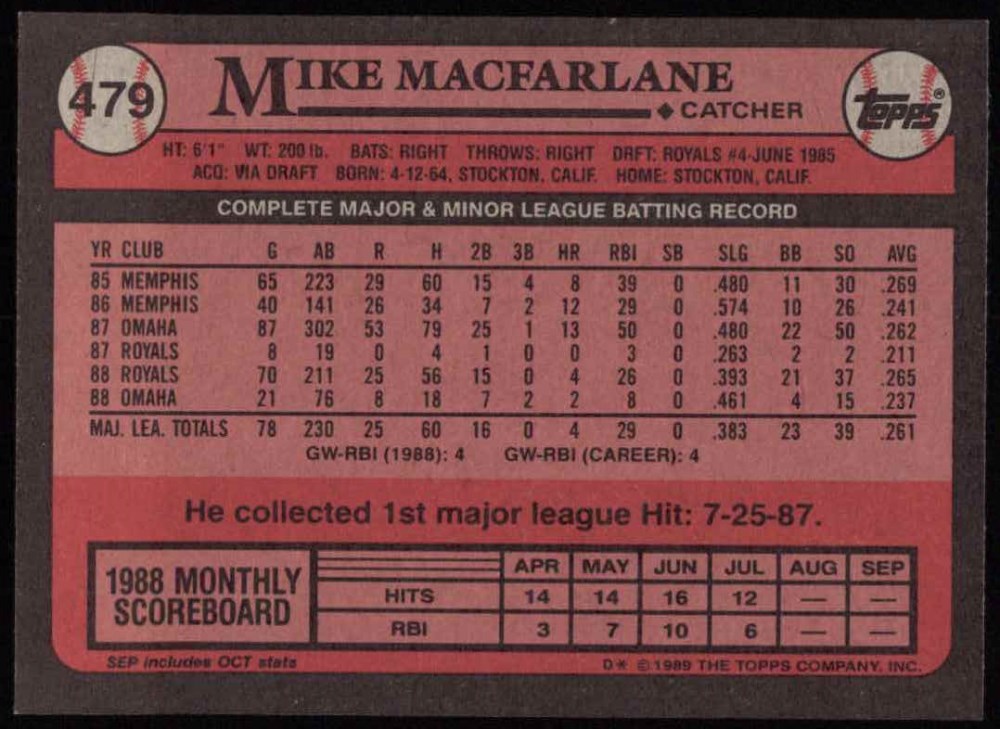 479
MIKE MACFARLANE
◆ CATCHER
TOPPS®
HT: 6'1" WT: 200 lb. BATS: RIGHT THROWS: RIGHT DRFT: ROYALS #4-JUNE 1985
ACQ: VIA DRAFT BORN: 4-12-64, STOCKTON, CALIF. HOME: STOCKTON, CALIF.
COMPLETE MAJOR & MINOR LEAGUE BATTING RECORD
YR CLUB G AB R H 2B 3B HR RBI SB SLG BB SO AVG
85 MEMPHIS 65 223 29 60 15 4 8 39 0 .480 11 30 .269
86 MEMPHIS 40 141 26 34 7 2 12 29 0 .574 10 26 .241
87 OMAHA 87 302 53 79 25 1 13 50 0 .480 22 50 .262
87 ROYALS 8 19 0 4 1 0 0 3 0 .263 2 2 .211
88 ROYALS 70 211 25 56 15 0 4 26 0 .393 21 37 .265
88 OMAHA 21 76 8 18 7 2 2 8 0 .461 4 15 .237
MAJ. LEA. TOTALS 78 230 25 60 16 0 4 29 0 .383 23 39 .261
GW-RBI (1988): 4 GW-RBI (CAREER): 4
He collected 1st major league Hit: 7-25-87.
1988 MONTHLY
SCOREBOARD
APR MAY JUN JUL AUG SEP
HITS 14 14 16 12 — —
RBI 3 7 10 6 — —
SEP includes OCT stats
D* © 1989 THE TOPPS COMPANY, INC.